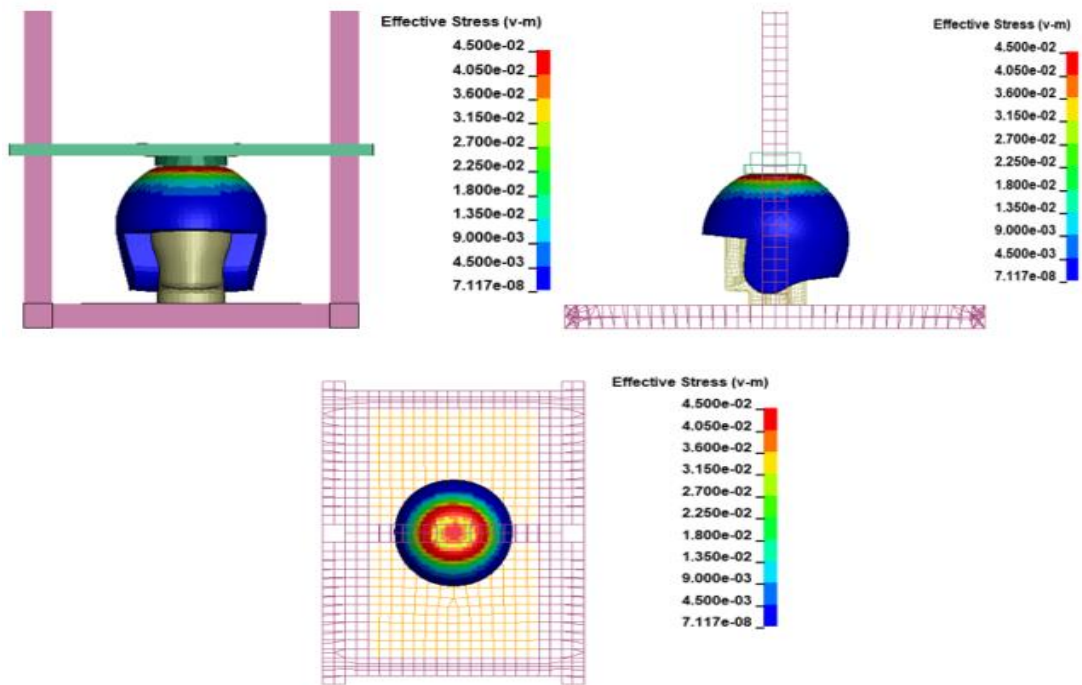 Effective Stress (v-m)
4.500e-02
4.050e-02
3.600e-02
3.150e-02
2.700e-02
2.250e-02
1.800e-02
1.350e-02
9.000e-03
4.500e-03
7.117e-08
Effective Stress (v-m)
4.500e-02
4.050e-02
3.600e-02
3.150e-02
2.700e-02
2.250e-02
1.800e-02
1.350e-02
9.000e-03
4.500e-03
7.117e-08
Effective Stress (v-m)
4.500e-02
4.050e-02
3.600e-02
3.150e-02
2.700e-02
2.250e-02
1.800e-02
1.350e-02
9.000e-03
4.500e-03
7.117e-08